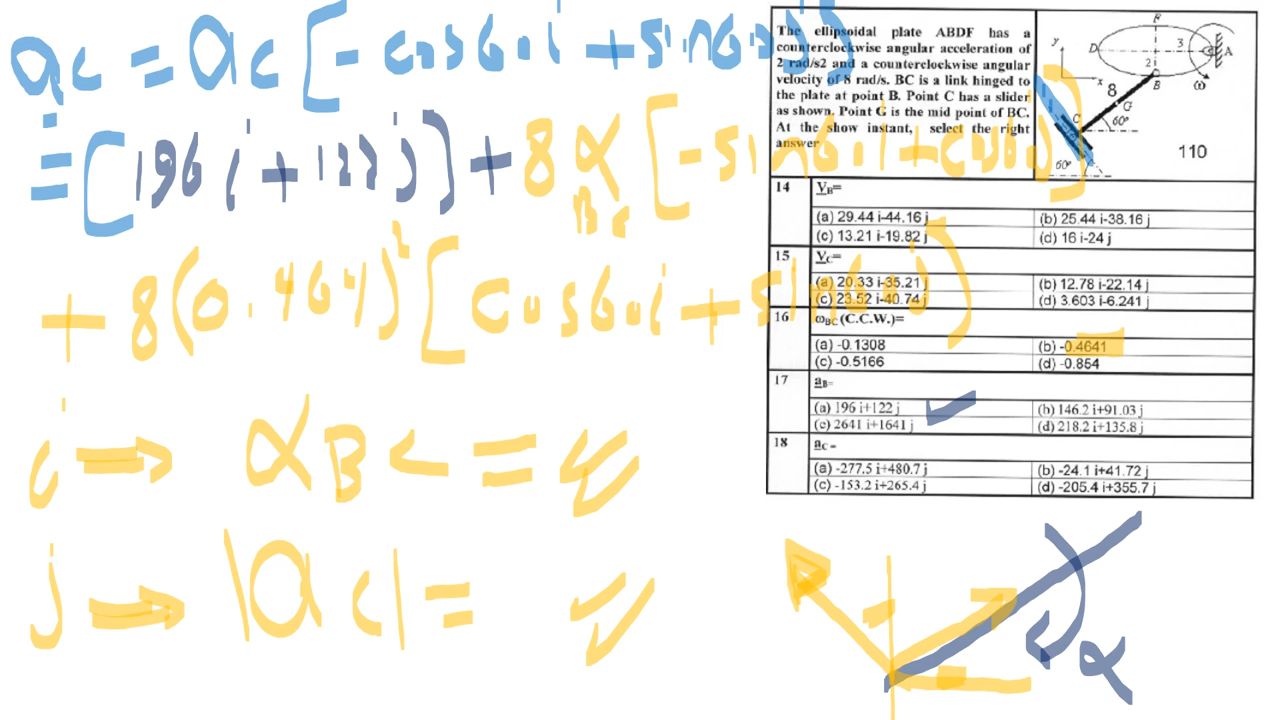 ac = ac [-cos60 i + sin60 j]
= [196 i + 122 j] + 8 α BC [-sin60 i + cos60 j]
+ 8(0.464)² [cos60 i + sin60 j]
i → αBC =
j → |ac| =
α
The ellipsoidal plate ABDF has a
counterclockwise angular acceleration of
2 rad/s2 and a counterclockwise angular
velocity of 8 rad/s. BC is a link hinged to
the plate at point B. Point C has a slider
as shown. Point G is the mid point of BC.
At the show instant, select the right
answer
F
y
D
3
A
2
x
B
ω
8
G
C
60°
60°
110
14 VB=
(a) 29.44 i-44.16 j (b) 25.44 i-38.16 j
(c) 13.21 i-19.82 j (d) 16 i-24 j
15 VC=
(a) 20.33 i-35.21 j (b) 12.78 i-22.14 j
(c) 23.52 i-40.74 j (d) 3.603 i-6.241 j
16 ωBC (C.C.W.)=
(a) -0.1308 (b) -0.4641
(c) -0.5166 (d) -0.854
17 aB=
(a) 196 i+122 j (b) 146.2 i+91.03 j
(c) 2641 i+1641 j (d) 218.2 i+135.8 j
18 aC=
(a) -277.5 i+480.7 j (b) -24.1 i+41.72 j
(c) -153.2 i+265.4 j (d) -205.4 i+355.7 j